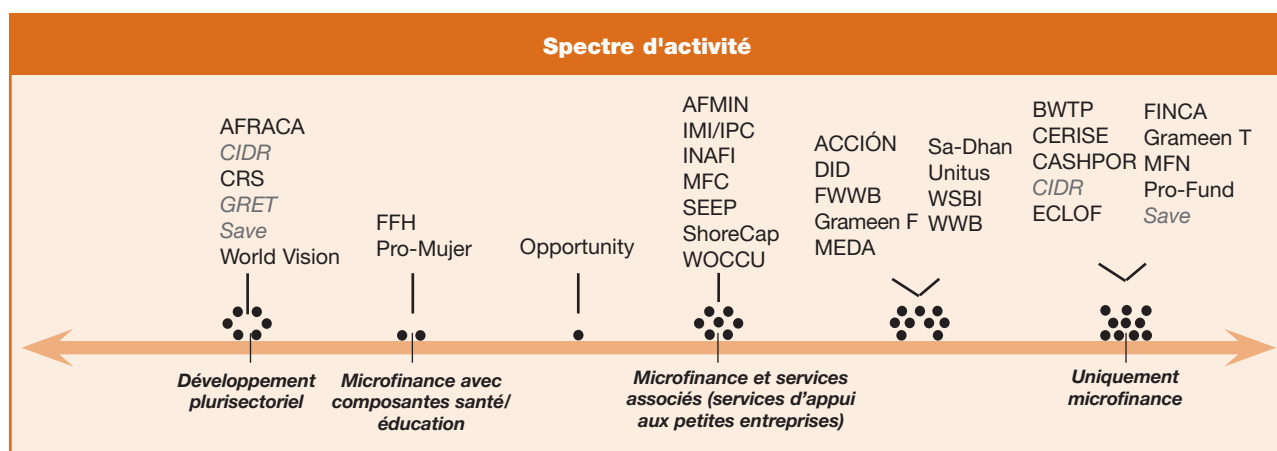 Spectre d'activité
AFRACA
CIDR
CRS
GRET
Save
World Vision
FFH
Pro-Mujer
Opportunity
AFMIN
IMI/IPC
INAFI
MFC
SEEP
ShoreCap
WOCCU
ACCIÓN
DID
FWWB
Grameen F
MEDA
Sa-Dhan
Unitus
WSBI
WWB
BWTP
CERISE
CASHPOR
CIDR
ECLOF
FINCA
Grameen T
MFN
Pro-Fund
Save
Développement
plurisectoriel
Microfinance avec
composantes santé/
éducation
Microfinance et services
associés (services d'appui
aux petites entreprises)
Uniquement
microfinance